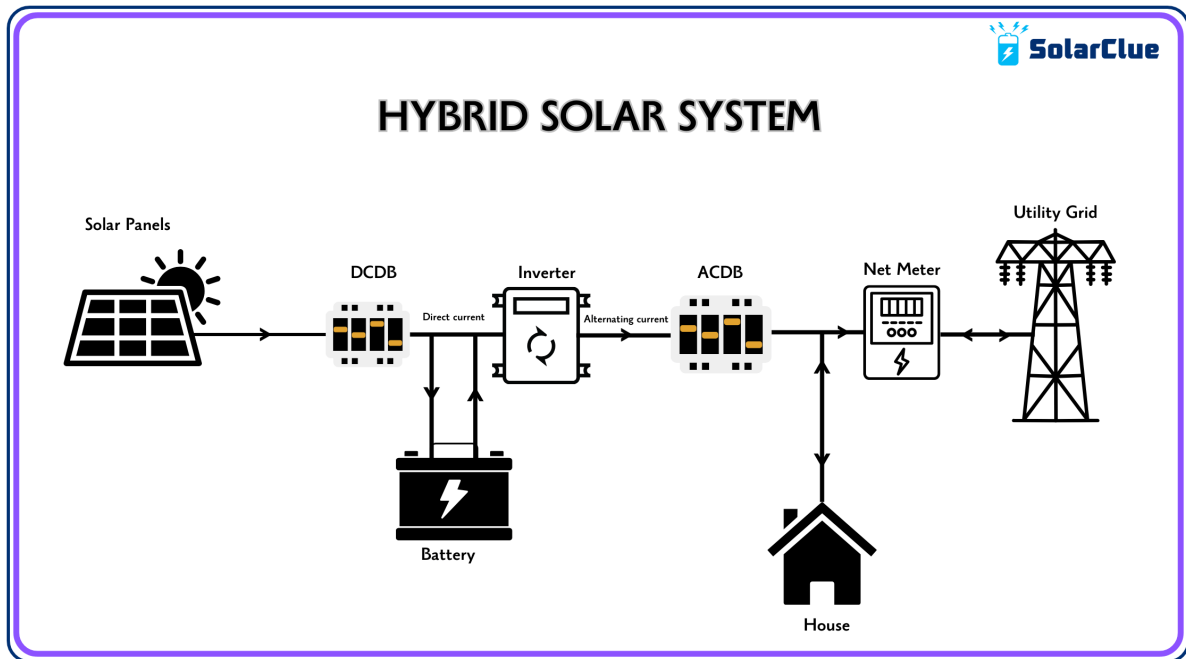 SolarClue
HYBRID SOLAR SYSTEM
Utility Grid
Solar Panels
Net Meter
DCDB
Inverter
ACDB
Direct current
Alternating current
Battery
House